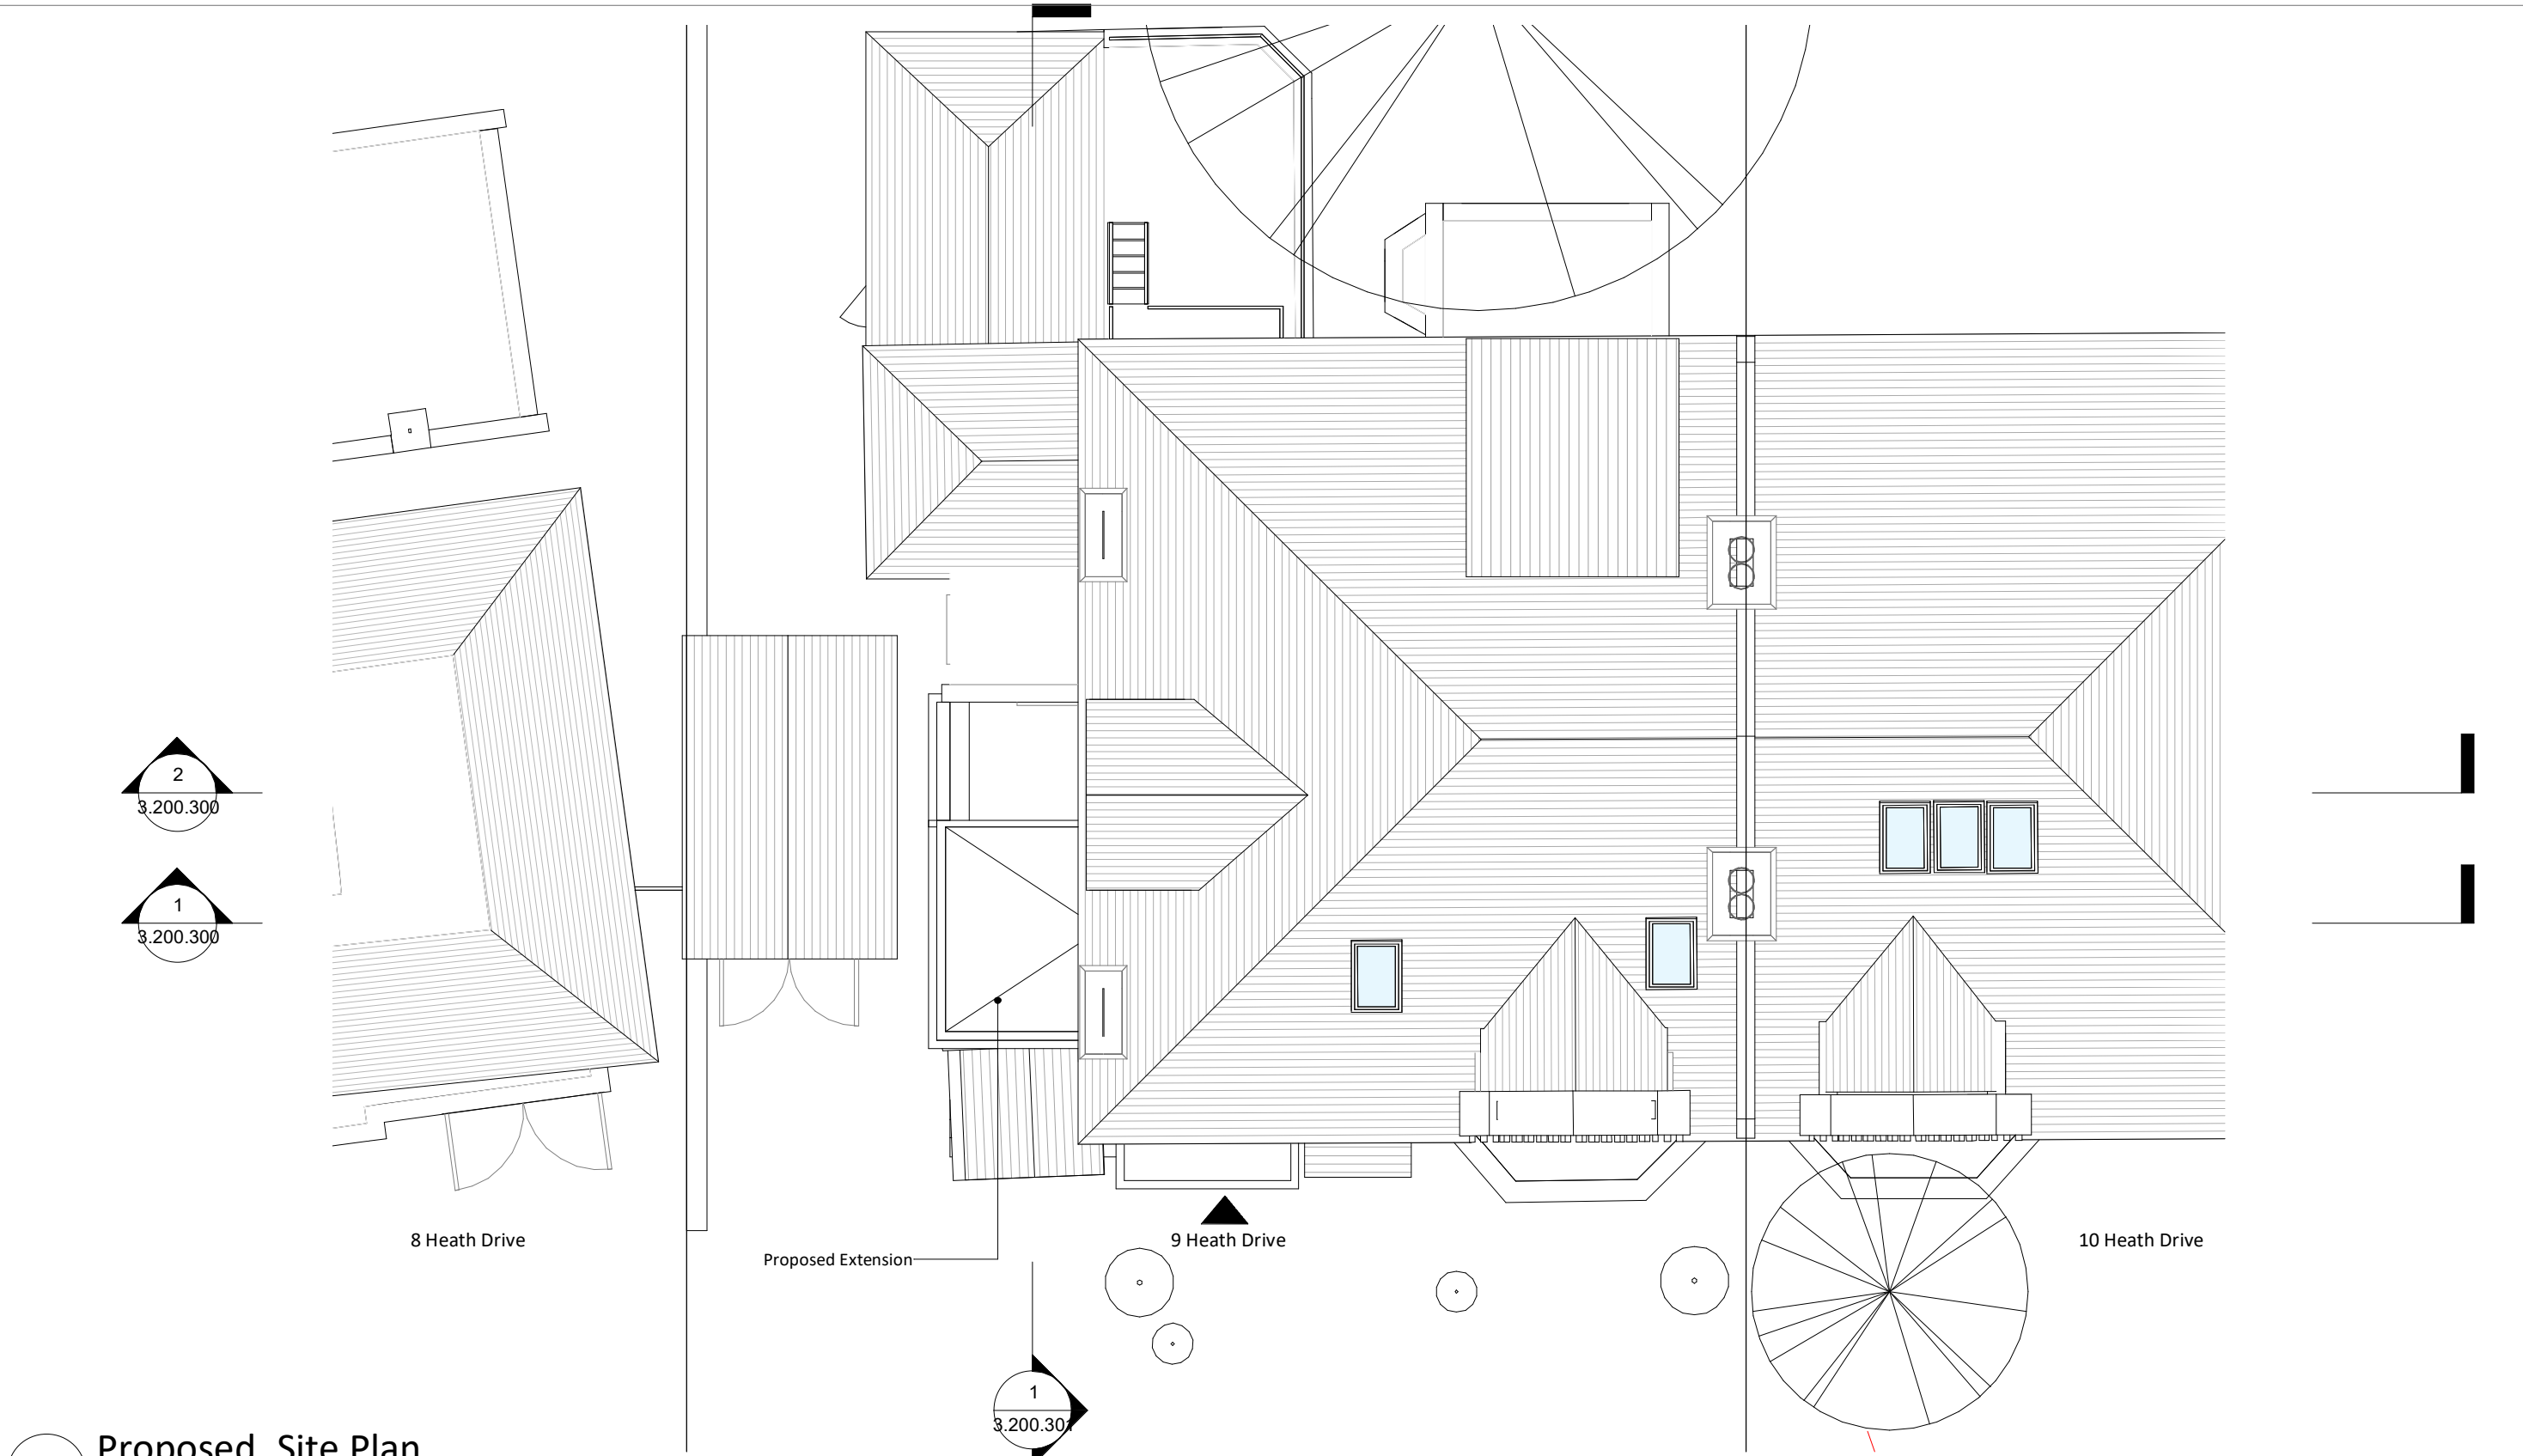 2
3.200.300
1
3.200.300
8 Heath Drive
9 Heath Drive
10 Heath Drive
Proposed Extension
1
3.200.301
Proposed Site Plan